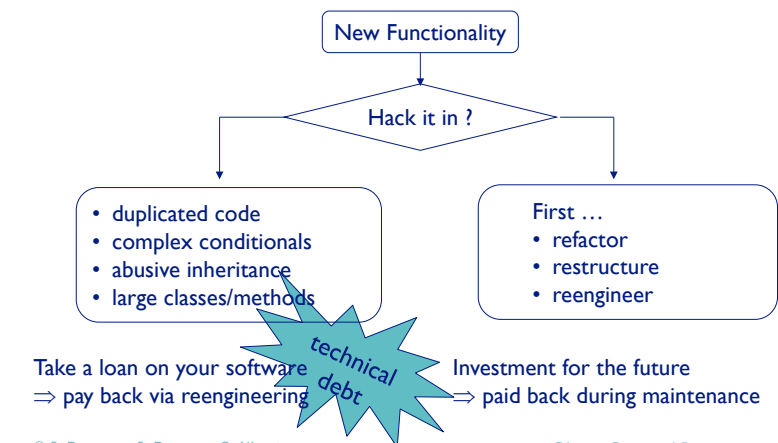 New Functionality
Hack it in ?
• duplicated code
• complex conditionals
• abusive inheritance
• large classes/methods
First …
• refactor
• restructure
• reengineer
technical
debt
Take a loan on your software
⇒ pay back via reengineering
Investment for the future
⇒ paid back during maintenance